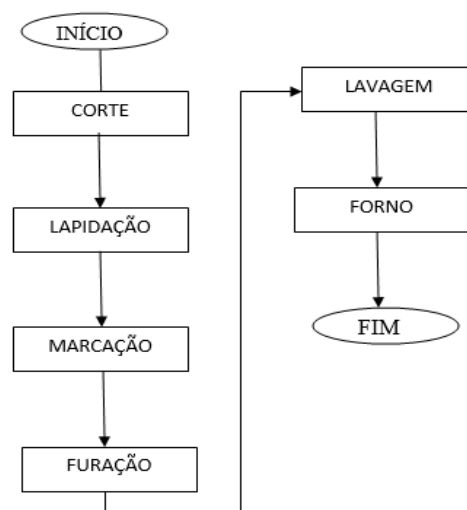 INÍCIO
CORTE
LAPIDAÇÃO
MARCAÇÃO
FURAÇÃO
LAVAGEM
FORNO
FIM